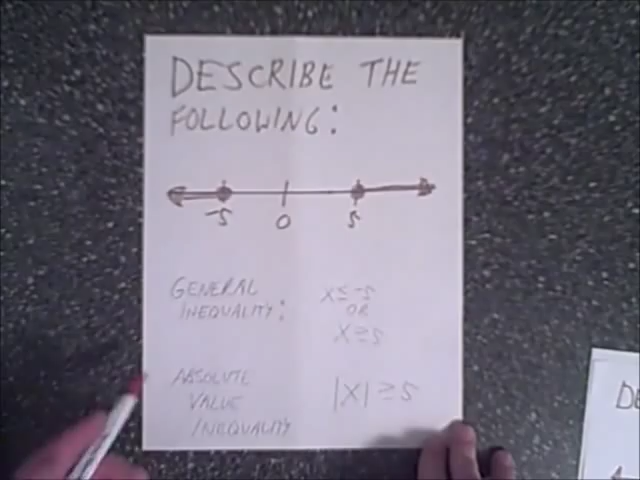 DESCRIBE THE
FOLLOWING:
-5 0 5
GENERAL
INEQUALITY:
X ≤ -5
OR
X ≥ 5
ABSOLUTE
VALUE
INEQUALITY
|X| ≥ 5
DE